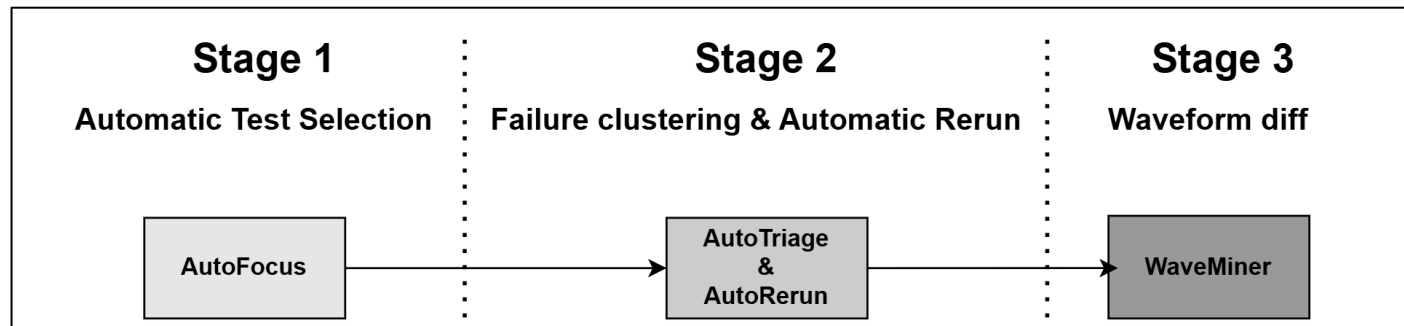 Stage 1
Stage 2
Stage 3
Automatic Test Selection
Failure clustering & Automatic Rerun
Waveform diff
AutoFocus
AutoTriage
&
AutoRerun
WaveMiner